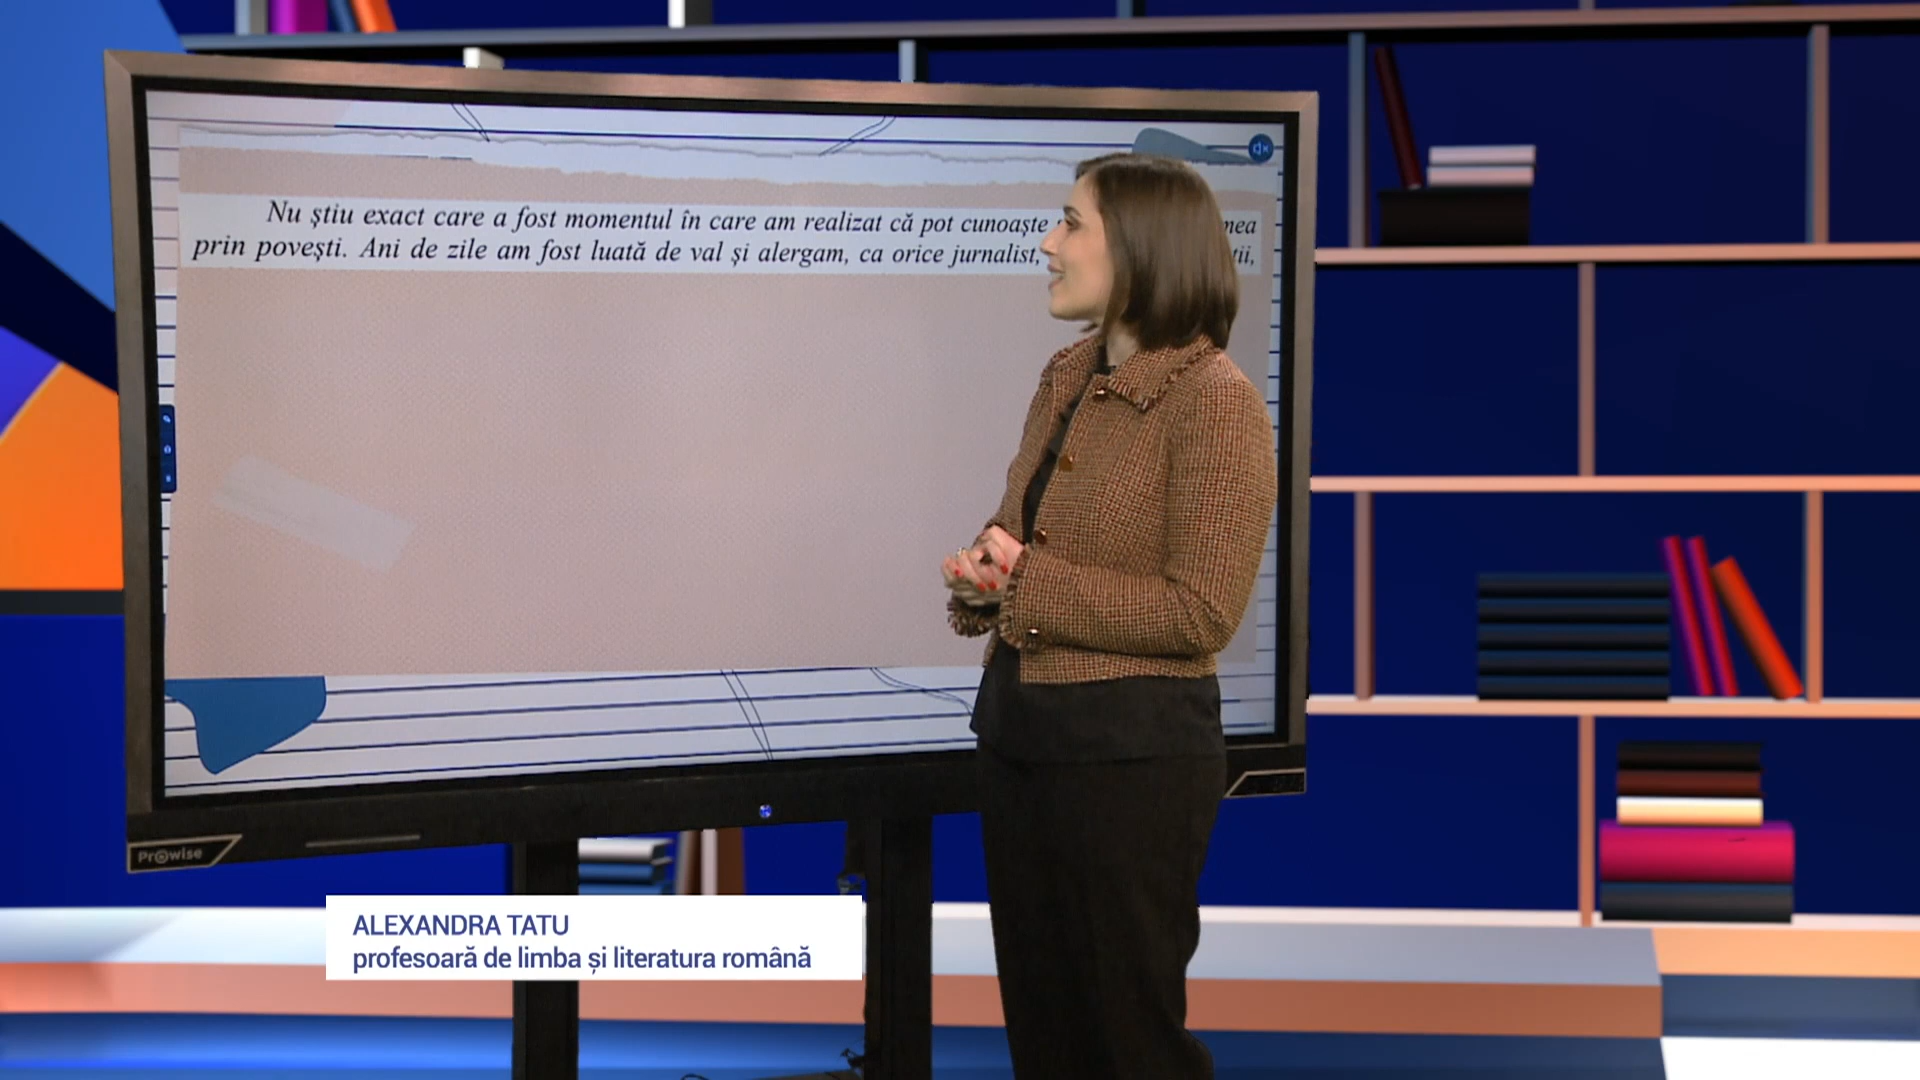 Nu știu exact care a fost momentul în care am realizat că pot cunoaște
prin povești. Ani de zile am fost luată de val și alergam, ca orice jurnalist,
Prowise
ALEXANDRA TATU
profesoară de limba și literatura română